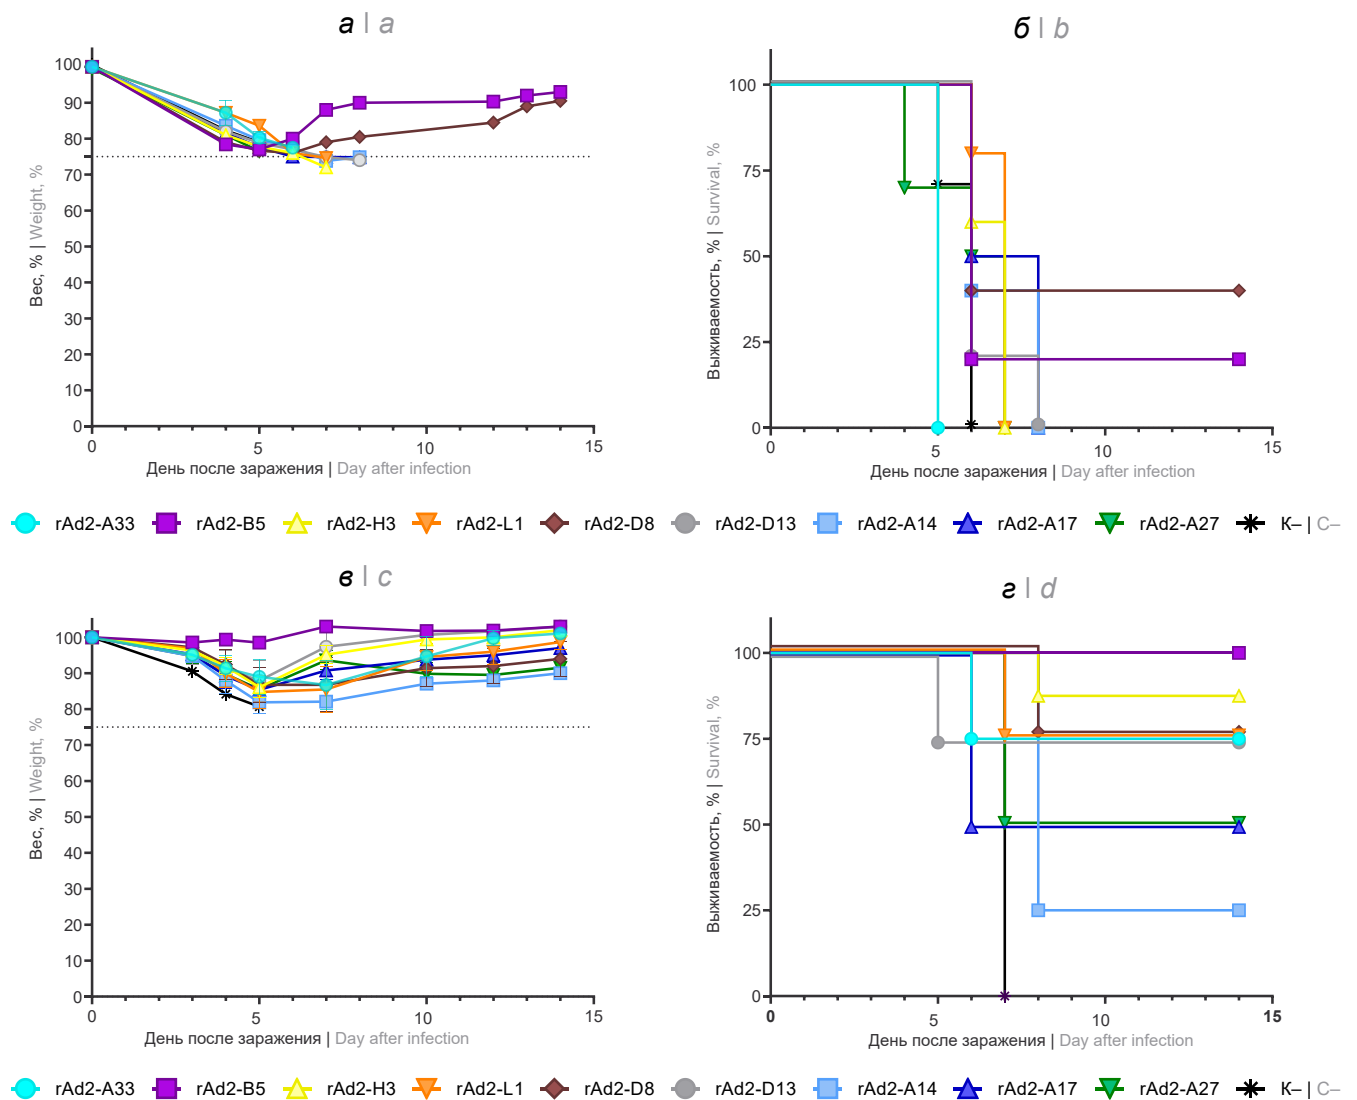 а | a
100
90
80
70
60
50
40
30
20
10
0
Вес, % | Weight, %
0 5 10 15
День после заражения | Day after infection
б | b
100
75
50
25
0
Выживаемость, % | Survival, %
0 5 10 15
День после заражения | Day after infection
rAd2-A33 rAd2-B5 rAd2-H3 rAd2-L1 rAd2-D8 rAd2-D13 rAd2-A14 rAd2-A17 rAd2-A27 К– | C–
в | c
100
90
80
70
60
50
40
30
20
10
0
Вес, % | Weight, %
0 5 10 15
День после заражения | Day after infection
г | d
100
75
50
25
0
Выживаемость, % | Survival, %
0 5 10 15
День после заражения | Day after infection
rAd2-A33 rAd2-B5 rAd2-H3 rAd2-L1 rAd2-D8 rAd2-D13 rAd2-A14 rAd2-A17 rAd2-A27 К– | C–